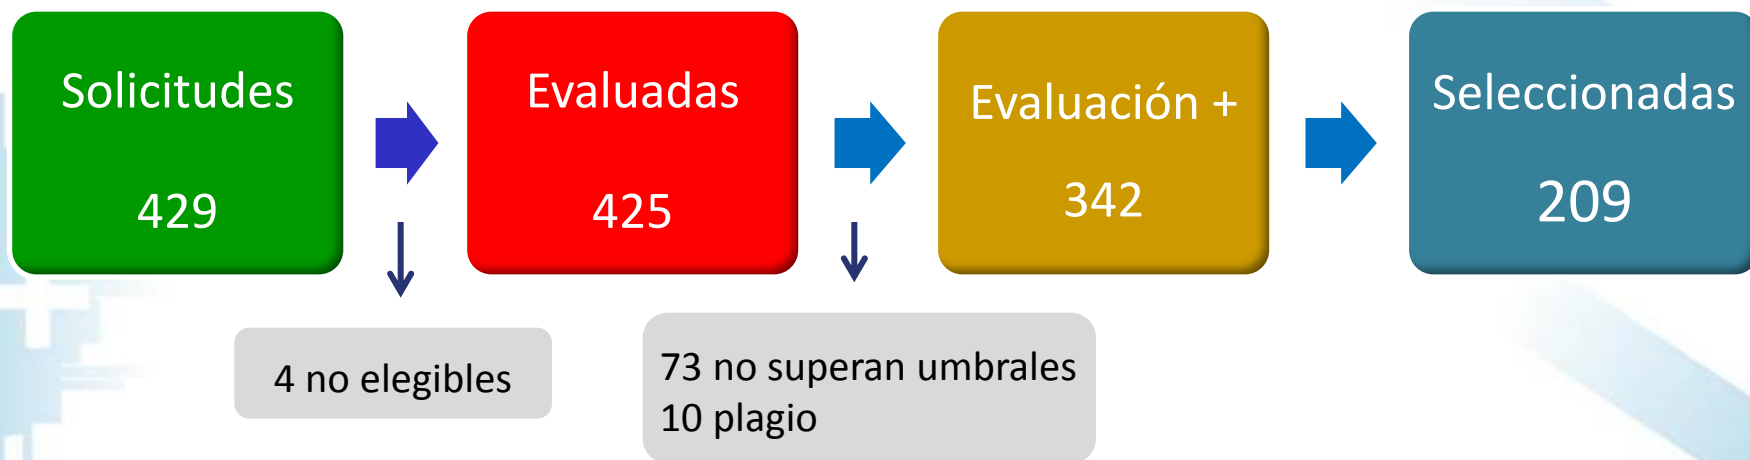 Solicitudes
429
Evaluadas
425
Evaluación +
342
Seleccionadas
209
4 no elegibles
73 no superan umbrales
10 plagio